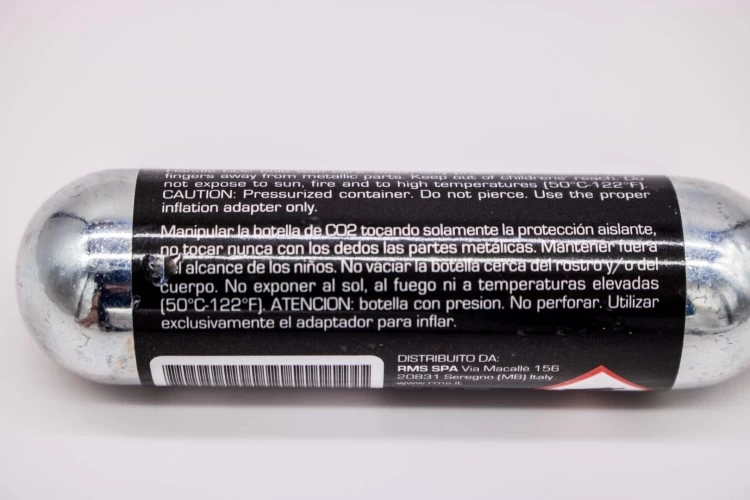 fingers away from metallic parts. Keep out of childrens reach. Do
not expose to sun, fire and to high temperatures (50°C-122°F).
CAUTION: Pressurized container. Do not pierce. Use the proper
inflation adapter only.
Manipular la botella de CO2 tocando solamente la protección aislante,
no tocar nunca con los dedos las partes metálicas. Mantener fuera
alcance de los niños. No vaciar la botella cerca del rostro y/o del
cuerpo. No exponer al sol, al fuego ni a temperaturas elevadas
(50°C-122°F). ATENCION: botella con presion. No perforar. Utilizar
exclusivamente el adaptador para inflar.
DISTRIBUITO DA:
RMS SPA Via Macallè 156
20831 Seregno (MB) Italy
www.rms.it